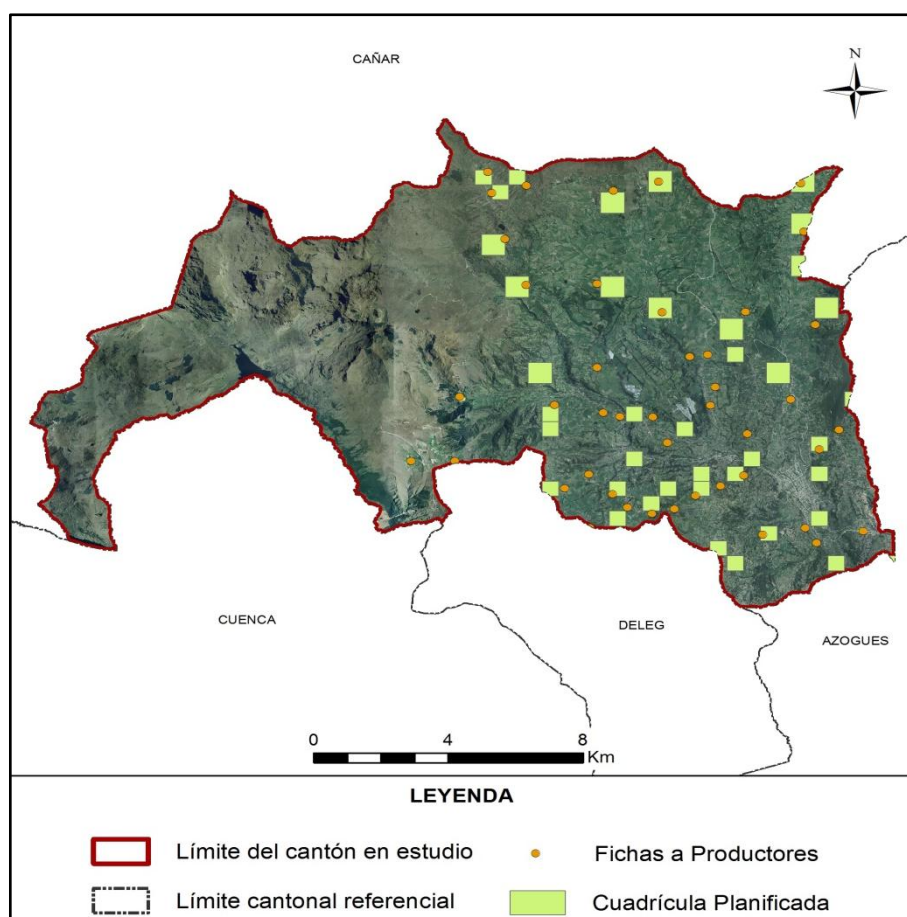 CAÑAR
N
CUENCA
DELEG
AZOGUES
0 4 8
Km
LEYENDA
Límite del cantón en estudio
Fichas a Productores
Límite cantonal referencial
Cuadrícula Planificada